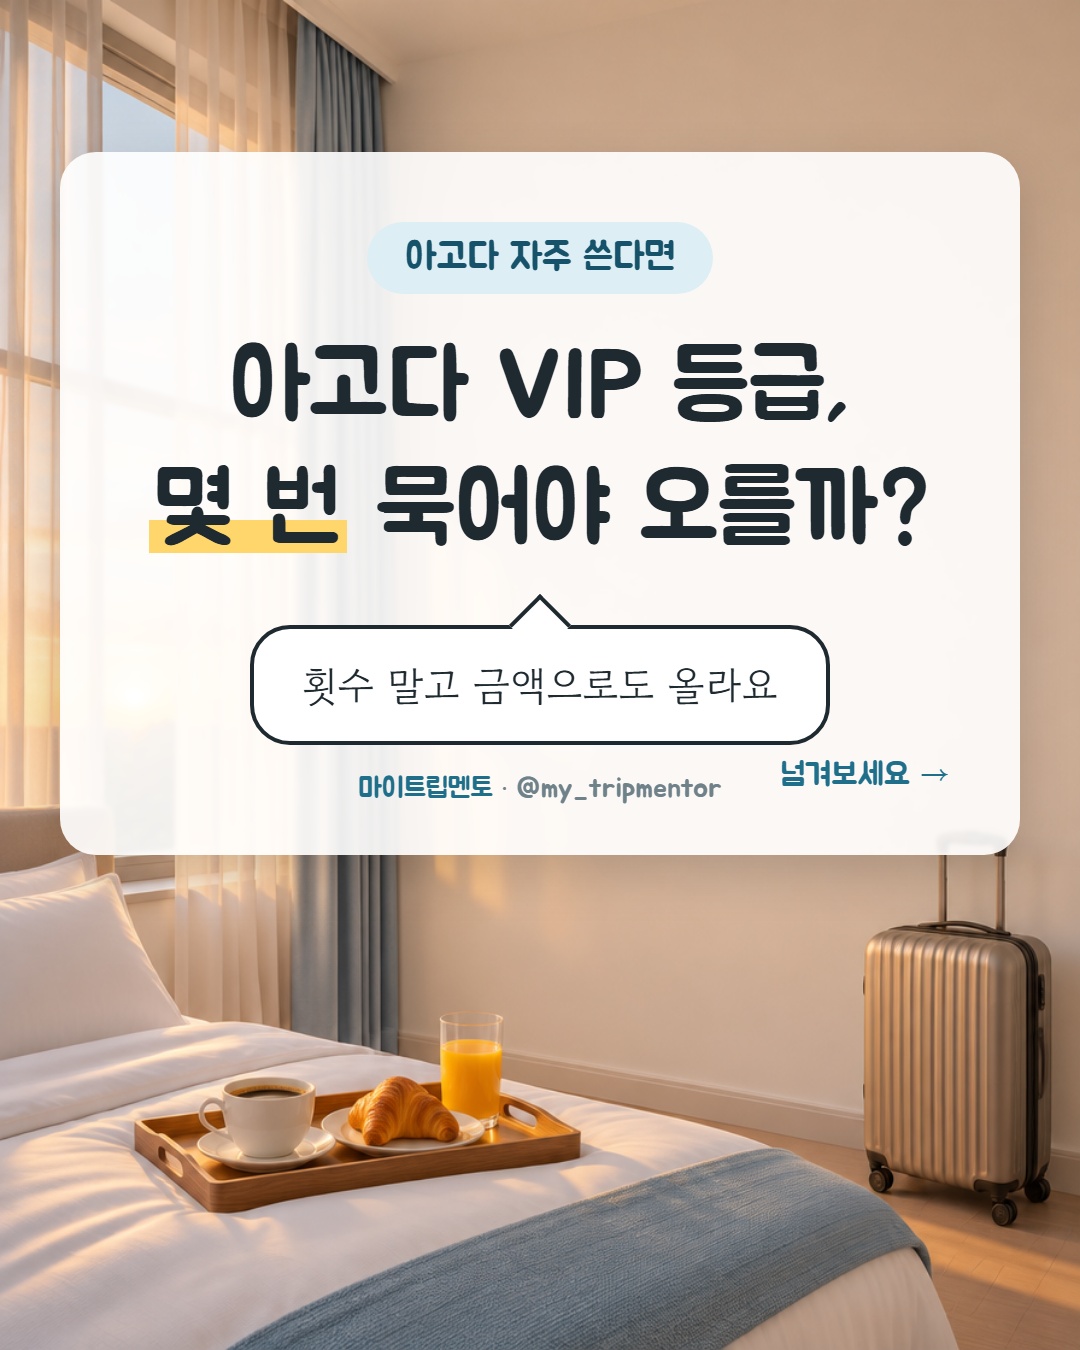 아고다 자주 쓴다면
아고다 VIP 등급,
몇 번 묵어야 오를까?
횟수 말고 금액으로도 올라요
넘겨보세요 →
마이트립멘토 · @my_tripmentor